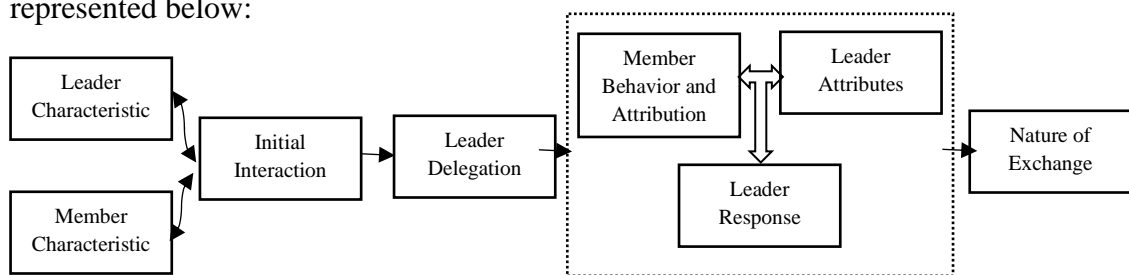 represented below:
Leader
Characteristic
Member
Characteristic
Initial
Interaction
Leader
Delegation
Member
Behavior and
Attribution
Leader
Attributes
Leader
Response
Nature of
Exchange